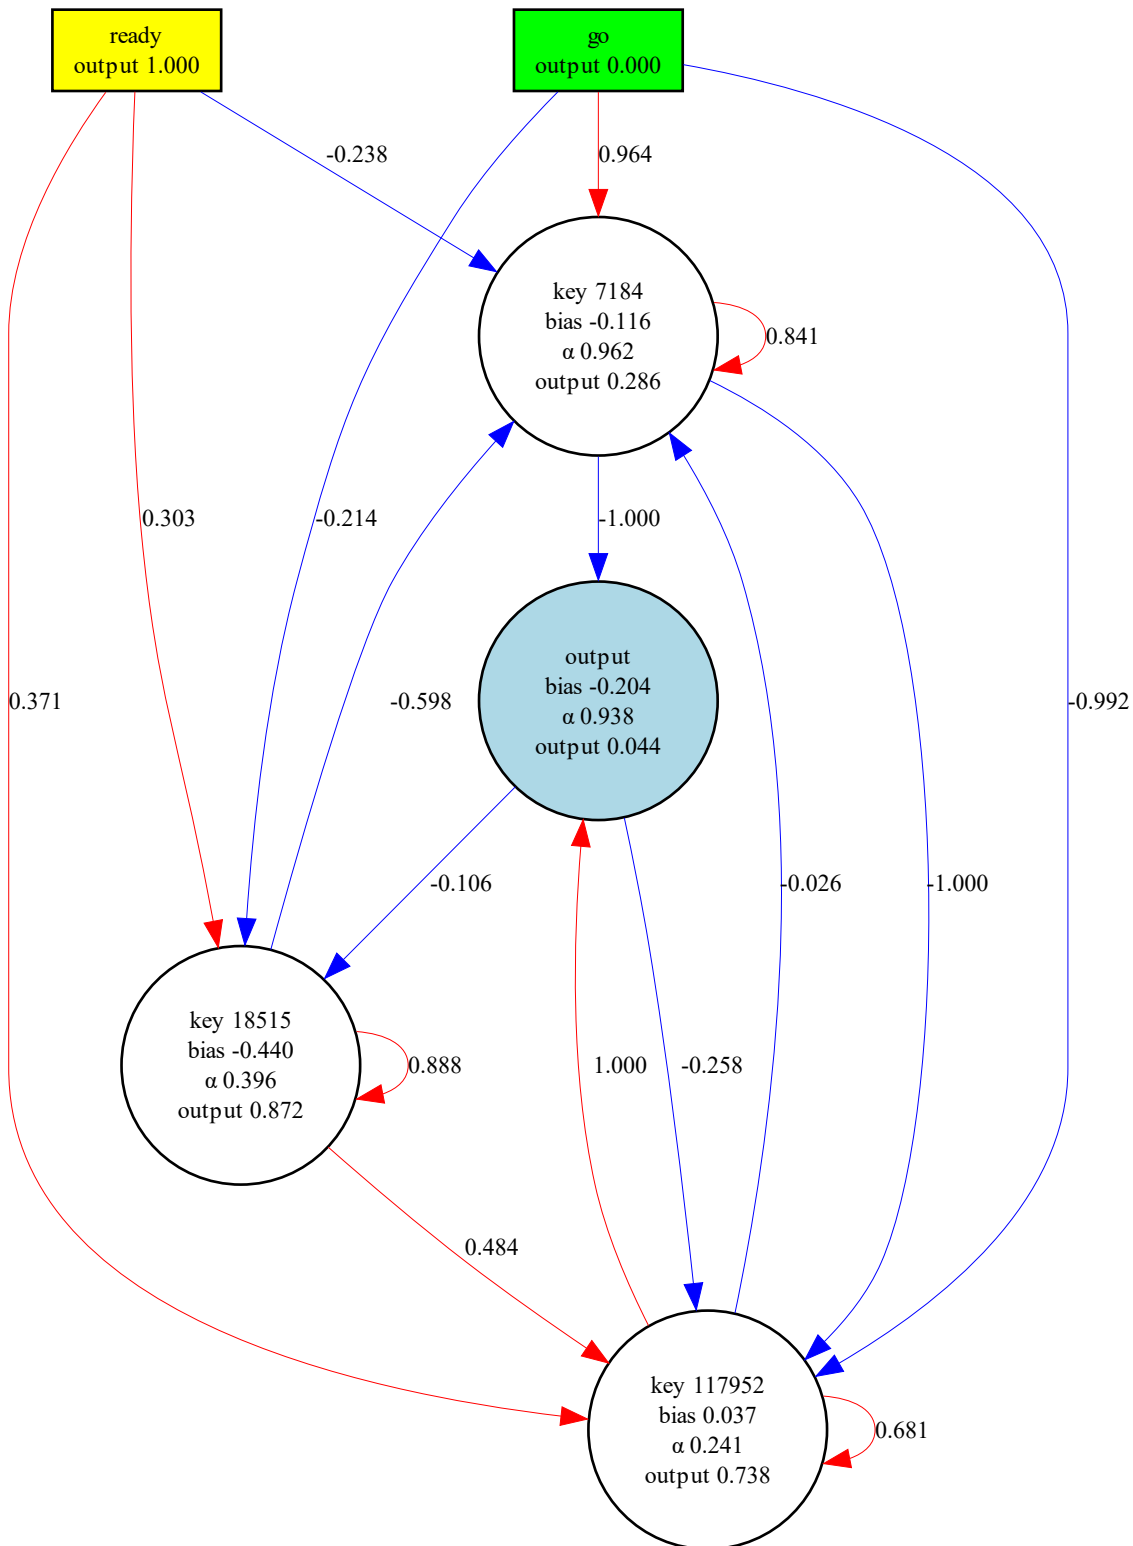 ready
output 1.000
go
output 0.000
-0.238
0.964
key 7184
bias -0.116
α 0.962
output 0.286
0.841
0.303
-0.214
-1.000
output
bias -0.204
α 0.938
output 0.044
0.371
-0.598
-0.992
-0.106
-0.026
-1.000
key 18515
bias -0.440
α 0.396
output 0.872
0.888
1.000
-0.258
0.484
key 117952
bias 0.037
α 0.241
output 0.738
0.681